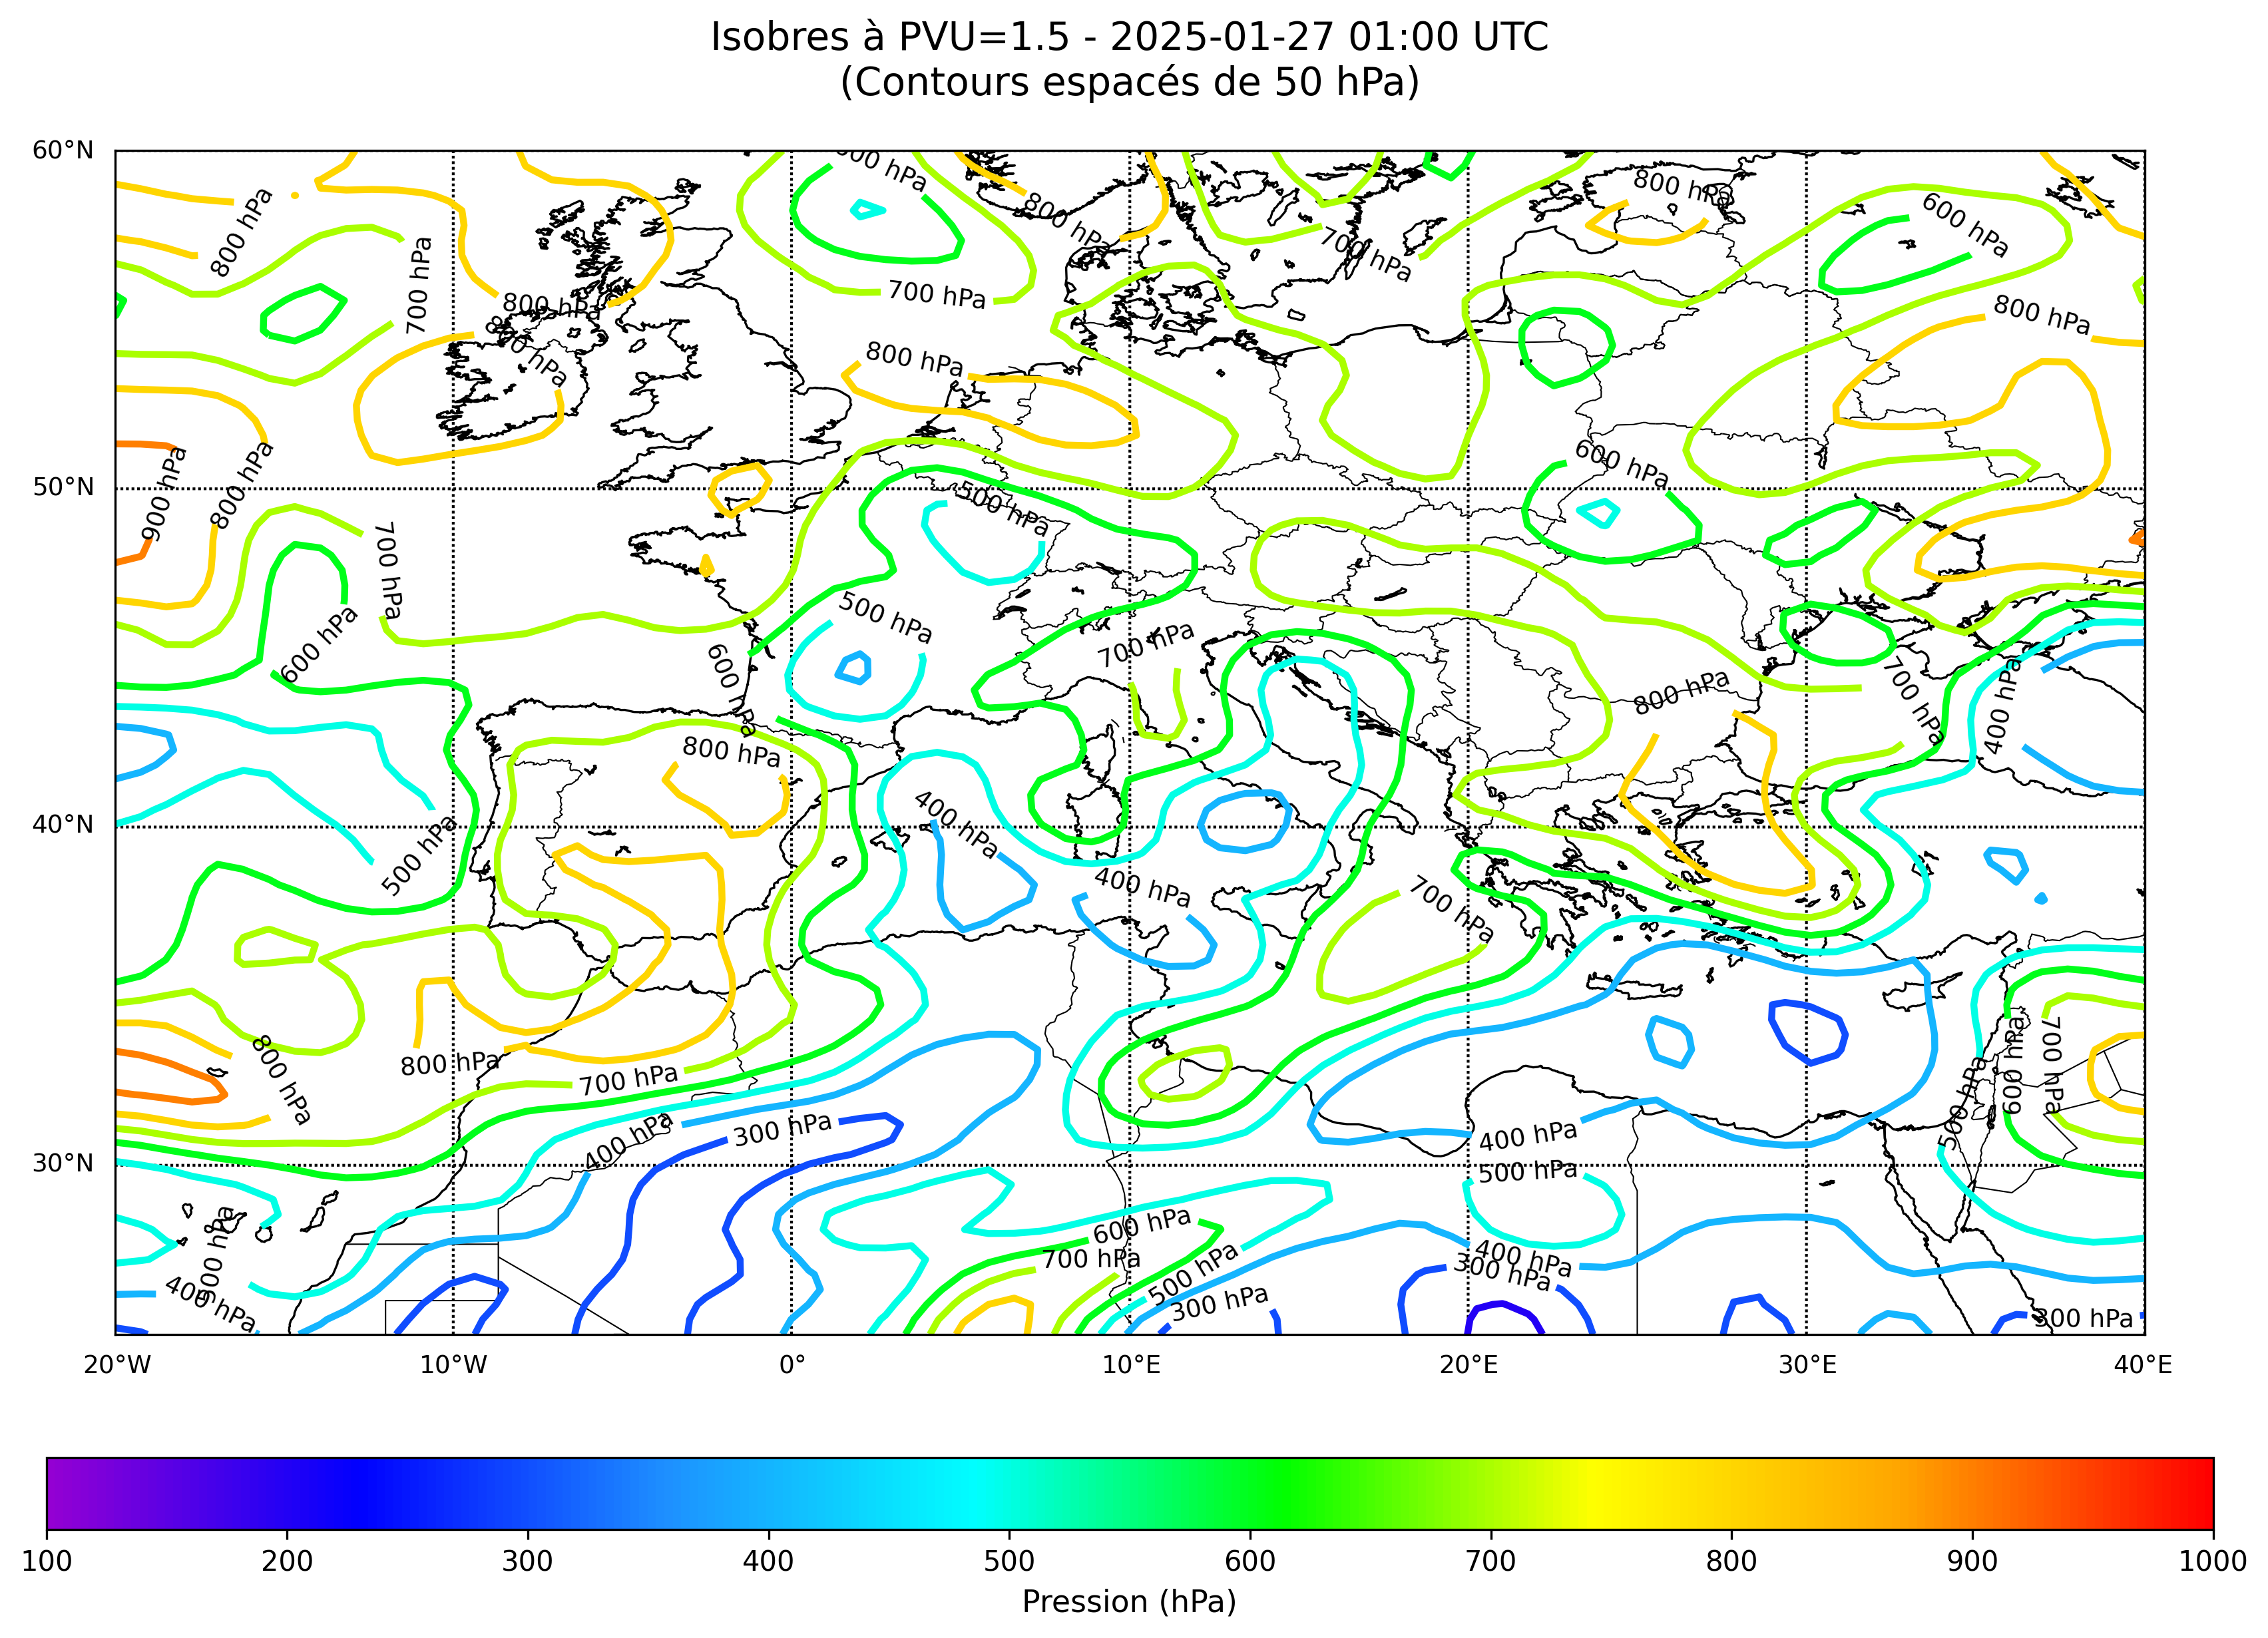 Isobres à PVU=1.5 - 2025-01-27 01:00 UTC
(Contours espacés de 50 hPa)
60°N
50°N
40°N
30°N
800 hPa
800 hPa
800 hPa
700 hPa
800 hPa
600 hPa
700 hPa
800 hPa
700 hPa
800 hPa
800 hPa
800 hPa
900 hPa
800 hPa
600 hPa
500 hPa
700 hPa
600 hPa
500 hPa
700 hPa
600 hPa
800 hPa
700 hPa
400 hPa
800 hPa
500 hPa
400 hPa
400 hPa
700 hPa
800 hPa
800 hPa
700 hPa
600 hPa
700 hPa
500 hPa
400 hPa
300 hPa
400 hPa
500 hPa
600 hPa
700 hPa
500 hPa
300 hPa
400 hPa
300 hPa
500 hPa
400 hPa
300 hPa
20°W
10°W
0°
10°E
20°E
30°E
40°E
100
200
300
400
500
600
700
800
900
1000
Pression (hPa)